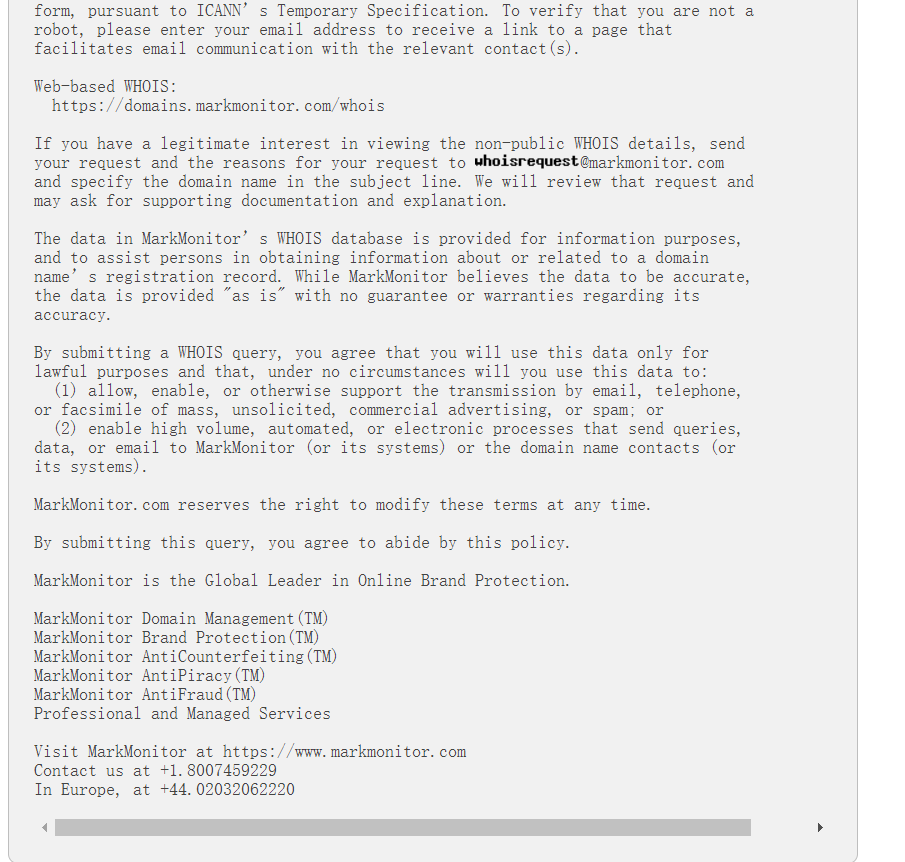 form, pursuant to ICANN’s Temporary Specification. To verify that you are not a
robot, please enter your email address to receive a link to a page that
facilitates email communication with the relevant contact(s).
Web-based WHOIS:
https://domains.markmonitor.com/whois
If you have a legitimate interest in viewing the non-public WHOIS details, send
your request and the reasons for your request to whoisrequest@markmonitor.com
and specify the domain name in the subject line. We will review that request and
may ask for supporting documentation and explanation.
The data in MarkMonitor’s WHOIS database is provided for information purposes,
and to assist persons in obtaining information about or related to a domain
name’s registration record. While MarkMonitor believes the data to be accurate,
the data is provided "as is" with no guarantee or warranties regarding its
accuracy.
By submitting a WHOIS query, you agree that you will use this data only for
lawful purposes and that, under no circumstances will you use this data to:
(1) allow, enable, or otherwise support the transmission by email, telephone,
or facsimile of mass, unsolicited, commercial advertising, or spam; or
(2) enable high volume, automated, or electronic processes that send queries,
data, or email to MarkMonitor (or its systems) or the domain name contacts (or
its systems).
MarkMonitor.com reserves the right to modify these terms at any time.
By submitting this query, you agree to abide by this policy.
MarkMonitor is the Global Leader in Online Brand Protection.
MarkMonitor Domain Management(TM)
MarkMonitor Brand Protection(TM)
MarkMonitor AntiCounterfeiting(TM)
MarkMonitor AntiPiracy(TM)
MarkMonitor AntiFraud(TM)
Professional and Managed Services
Visit MarkMonitor at https://www.markmonitor.com
Contact us at +1.8007459229
In Europe, at +44.02032062220